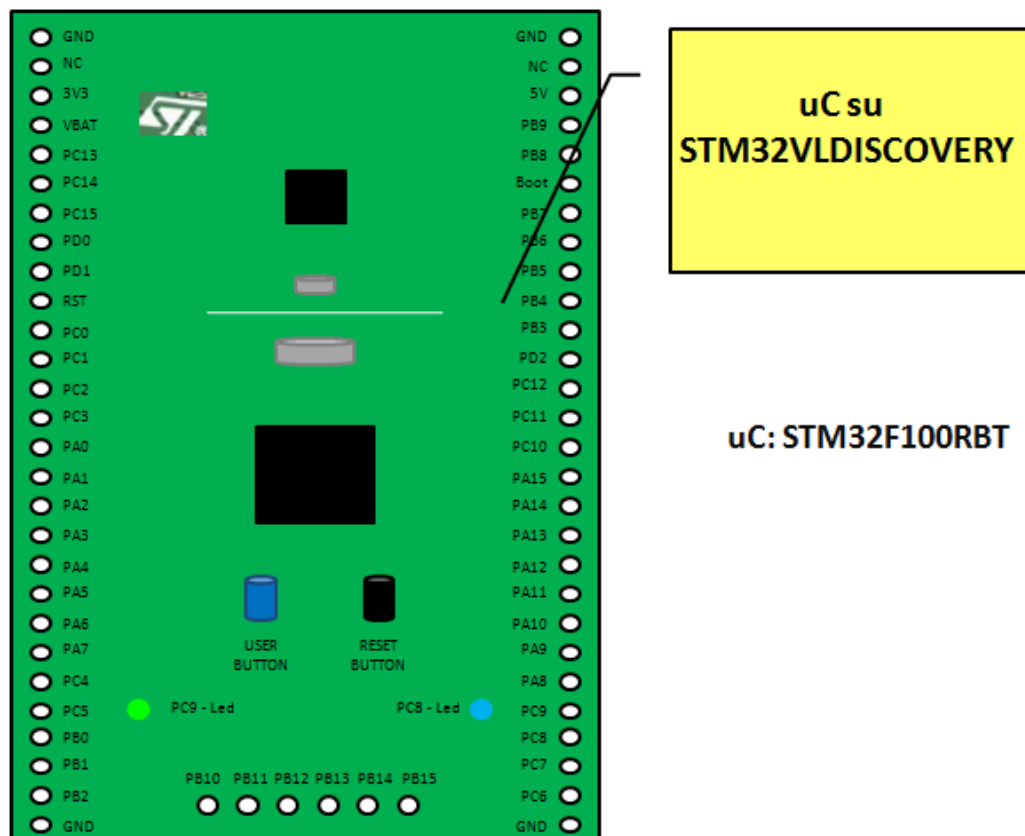 GND
NC
3V3
VBAT
PC13
PC14
PC15
PD0
PD1
RST
PC0
PC1
PC2
PC3
PA0
PA1
PA2
PA3
PA4
PA5
PA6
PA7
PC4
PC5
PB0
PB1
PB2
GND
USER
BUTTON
RESET
BUTTON
PC9 - Led
PC8 - Led
PB10 PB11 PB12 PB13 PB14 PB15
GND
NC
5V
PB9
PB8
Boot
PB7
PB6
PB5
PB4
PB3
PD2
PC12
PC11
PC10
PA15
PA14
PA13
PA12
PA11
PA10
PA9
PA8
PC9
PC8
PC7
PC6
GND
uC su
STM32VLDISCOVERY
uC: STM32F100RBT